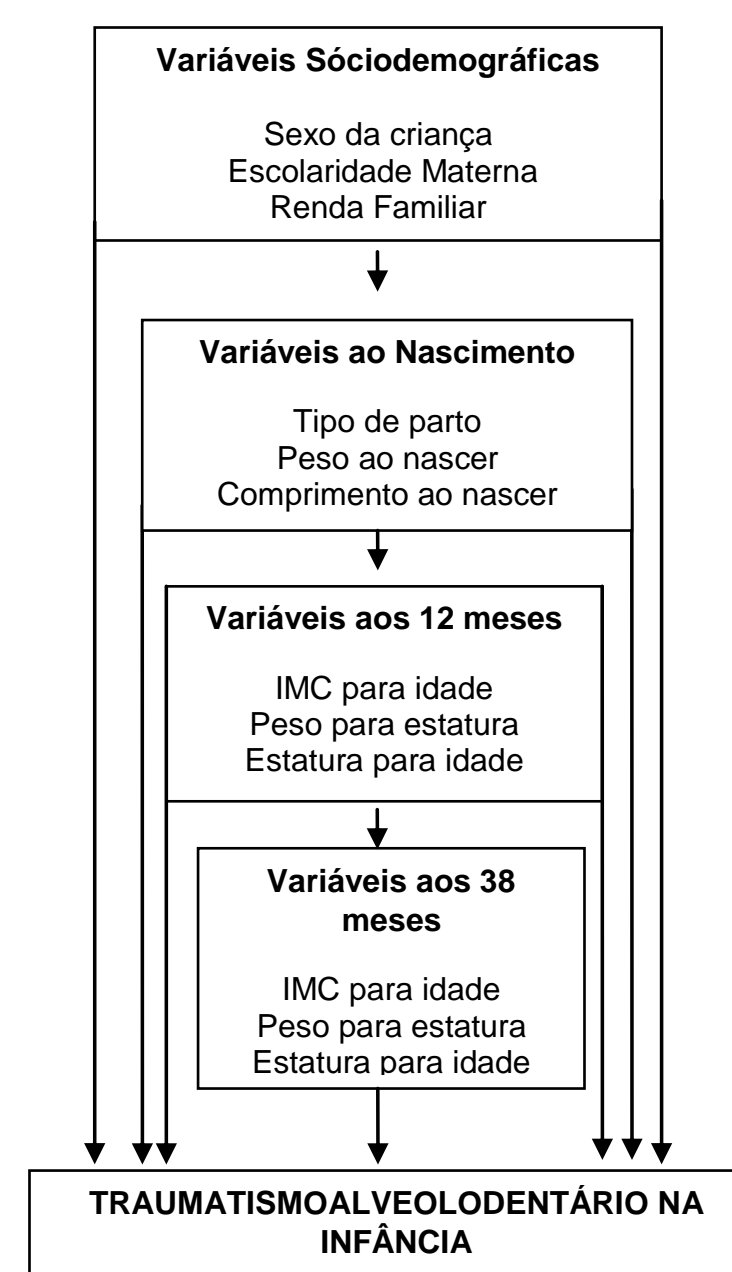 Variáveis Sóciodemográficas
Sexo da criança
Escolaridade Materna
Renda Familiar
Variáveis ao Nascimento
Tipo de parto
Peso ao nascer
Comprimento ao nascer
Variáveis aos 12 meses
IMC para idade
Peso para estatura
Estatura para idade
Variáveis aos 38
meses
IMC para idade
Peso para estatura
Estatura para idade
TRAUMATISMOALVEOLODENTÁRIO NA
INFÂNCIA